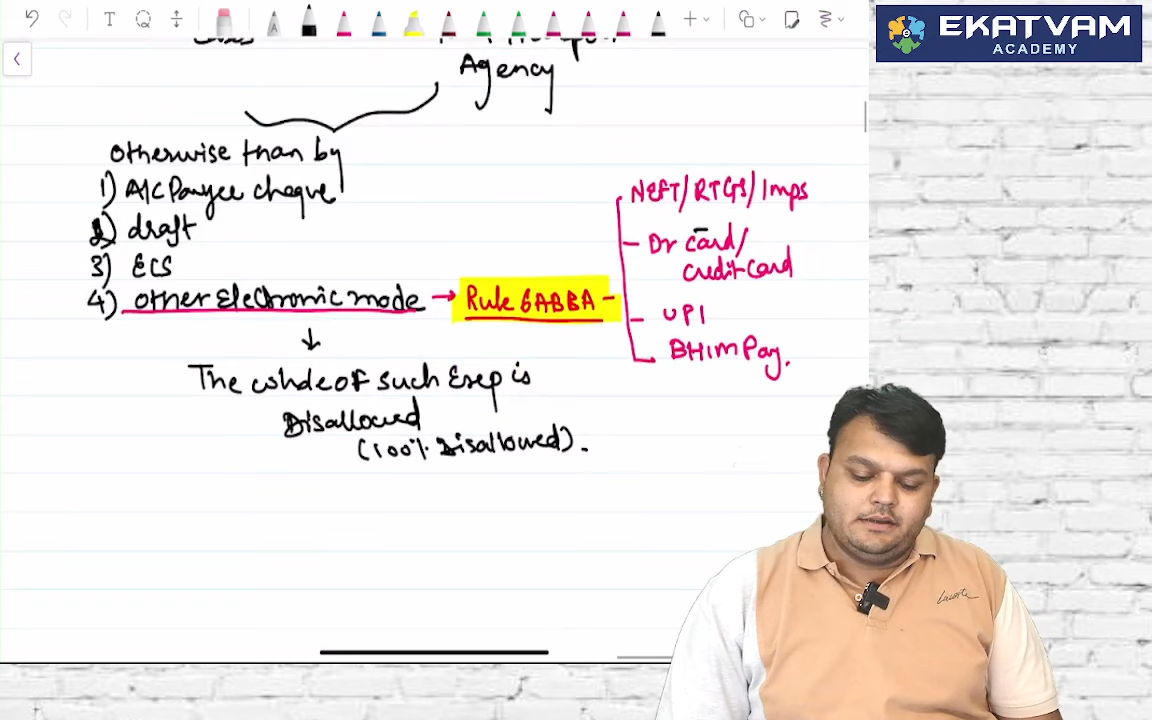 EKATVAM
ACADEMY
Agency
otherwise than by
1) A/C Payee cheque
2) draft
3) ECS
4) other Electronic mode → Rule 6ABBA -
NEFT/RTGS/Imps
- Dr card/
credit card
- UPI
BHIM Pay.
The whole of such Exep is
Disallowed
(100% Disallowed).